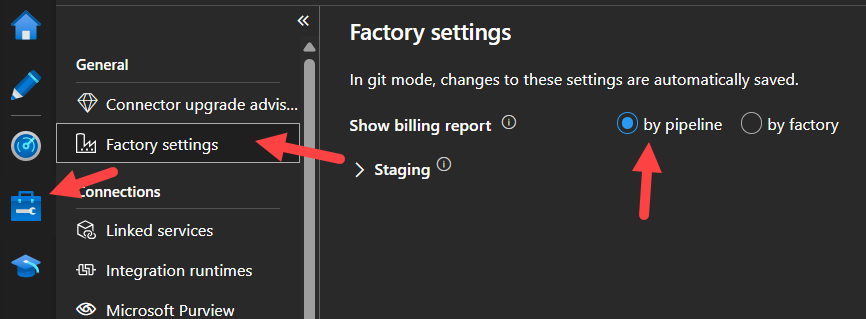 General
Connector upgrade advis...
Factory settings
Connections
Linked services
Integration runtimes
Microsoft Purview
Factory settings
In git mode, changes to these settings are automatically saved.
Show billing report
by pipeline
by factory
Staging